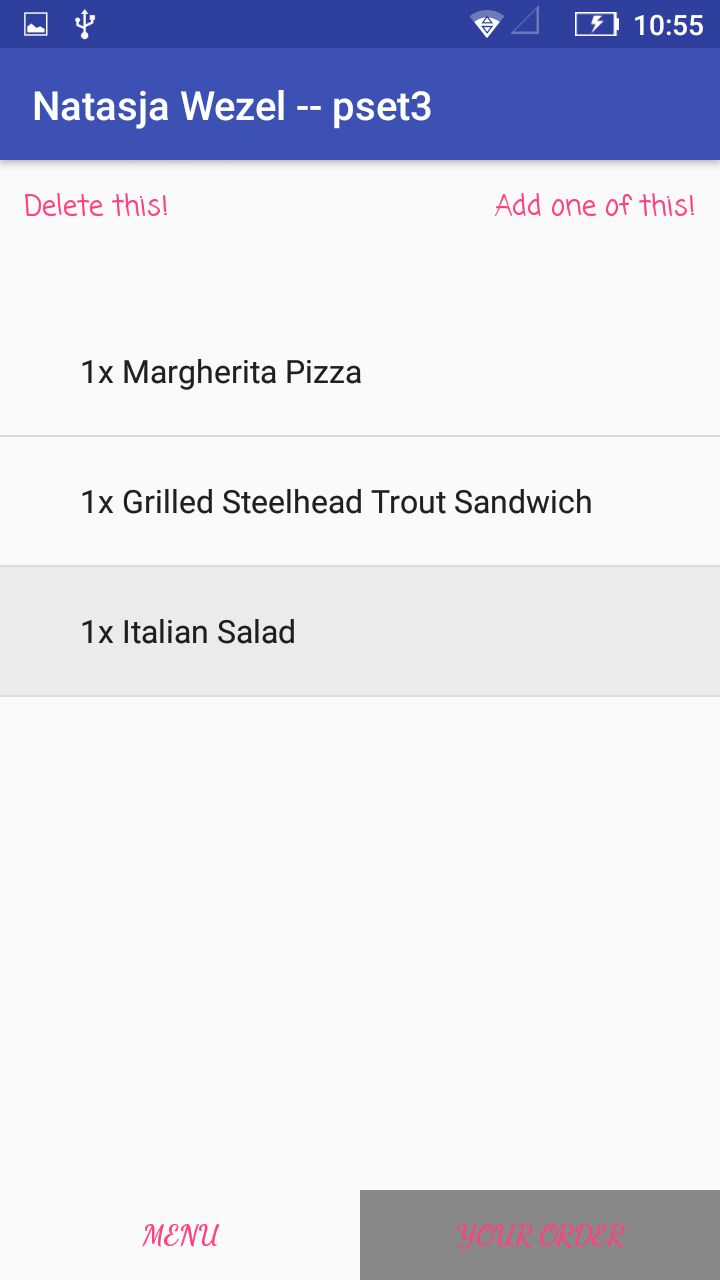 10:55
Natasja Wezel -- pset3
Delete this! Add one of this!
1x Margherita Pizza
1x Grilled Steelhead Trout Sandwich
1x Italian Salad
MENU YOUR ORDER